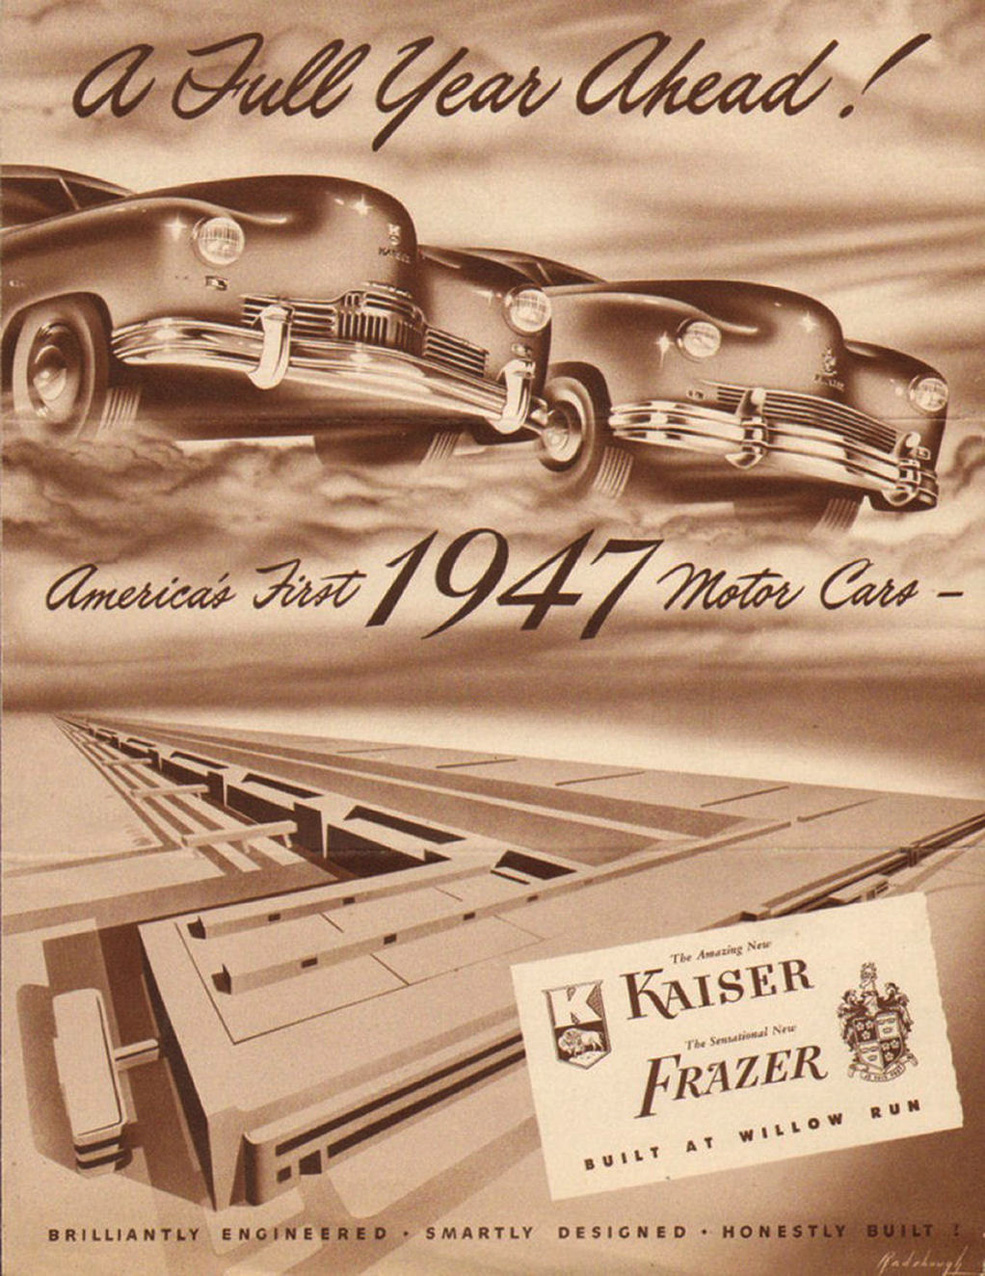 A Full Year Ahead!
KAISER
America's First 1947 Motor Cars –
The Amazing New
K
KAISER
The Sensational New
FRAZER
BUILT AT WILLOW RUN
BRILLIANTLY ENGINEERED • SMARTLY DESIGNED • HONESTLY BUILT !